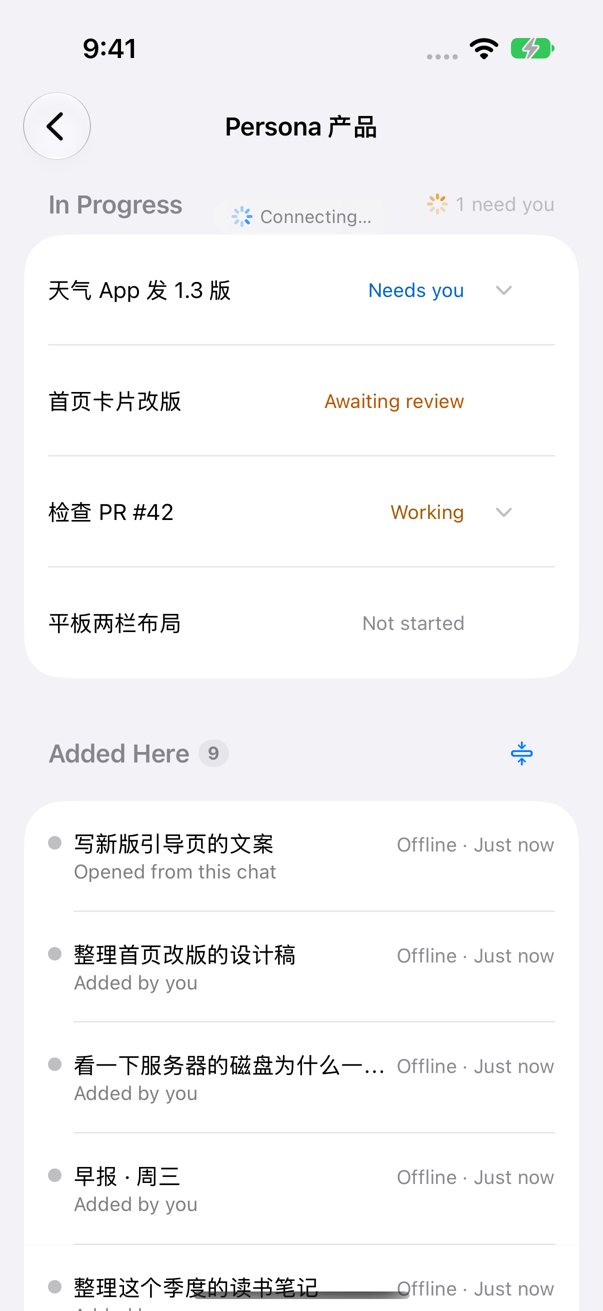 9:41
Persona 产品
In Progress
Connecting...
1 need you
天气 App 发 1.3 版
Needs you
首页卡片改版
Awaiting review
检查 PR #42
Working
平板两栏布局
Not started
Added Here 9
写新版引导页的文案
Offline · Just now
Opened from this chat
整理首页改版的设计稿
Offline · Just now
Added by you
看一下服务器的磁盘为什么一...
Offline · Just now
Added by you
早报 · 周三
Offline · Just now
Added by you
整理这个季度的读书笔记
Offline · Just now